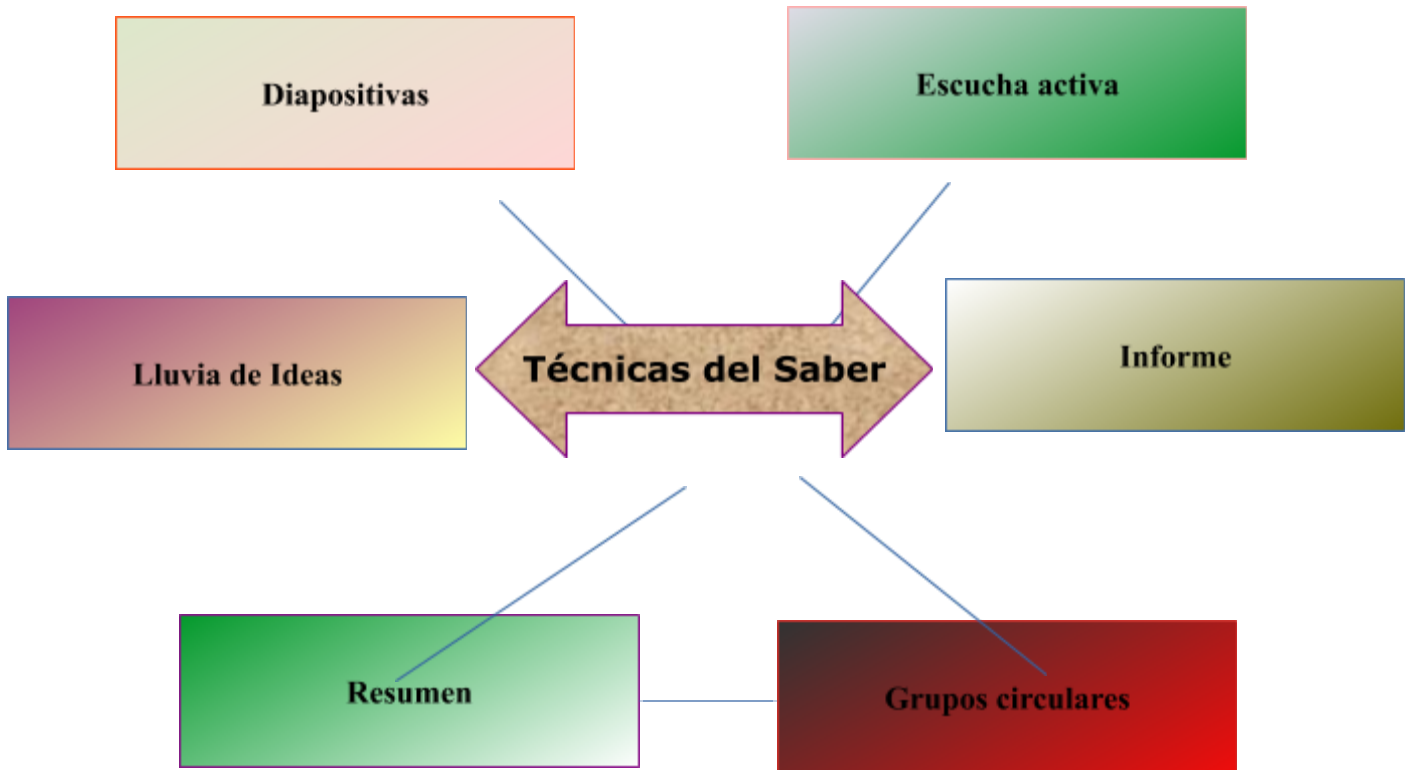 Diapositivas
Escucha activa
Lluvia de Ideas
Técnicas del Saber
Informe
Resumen
Grupos circulares